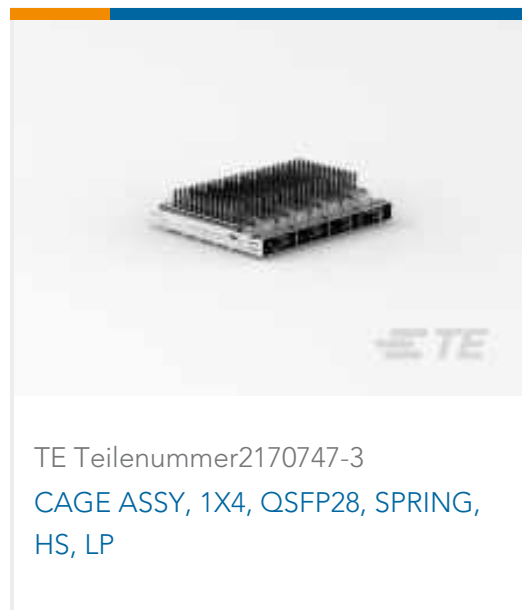 TE
TE Teilenummer2170747-3
CAGE ASSY, 1X4, QSFP28, SPRING,
HS, LP